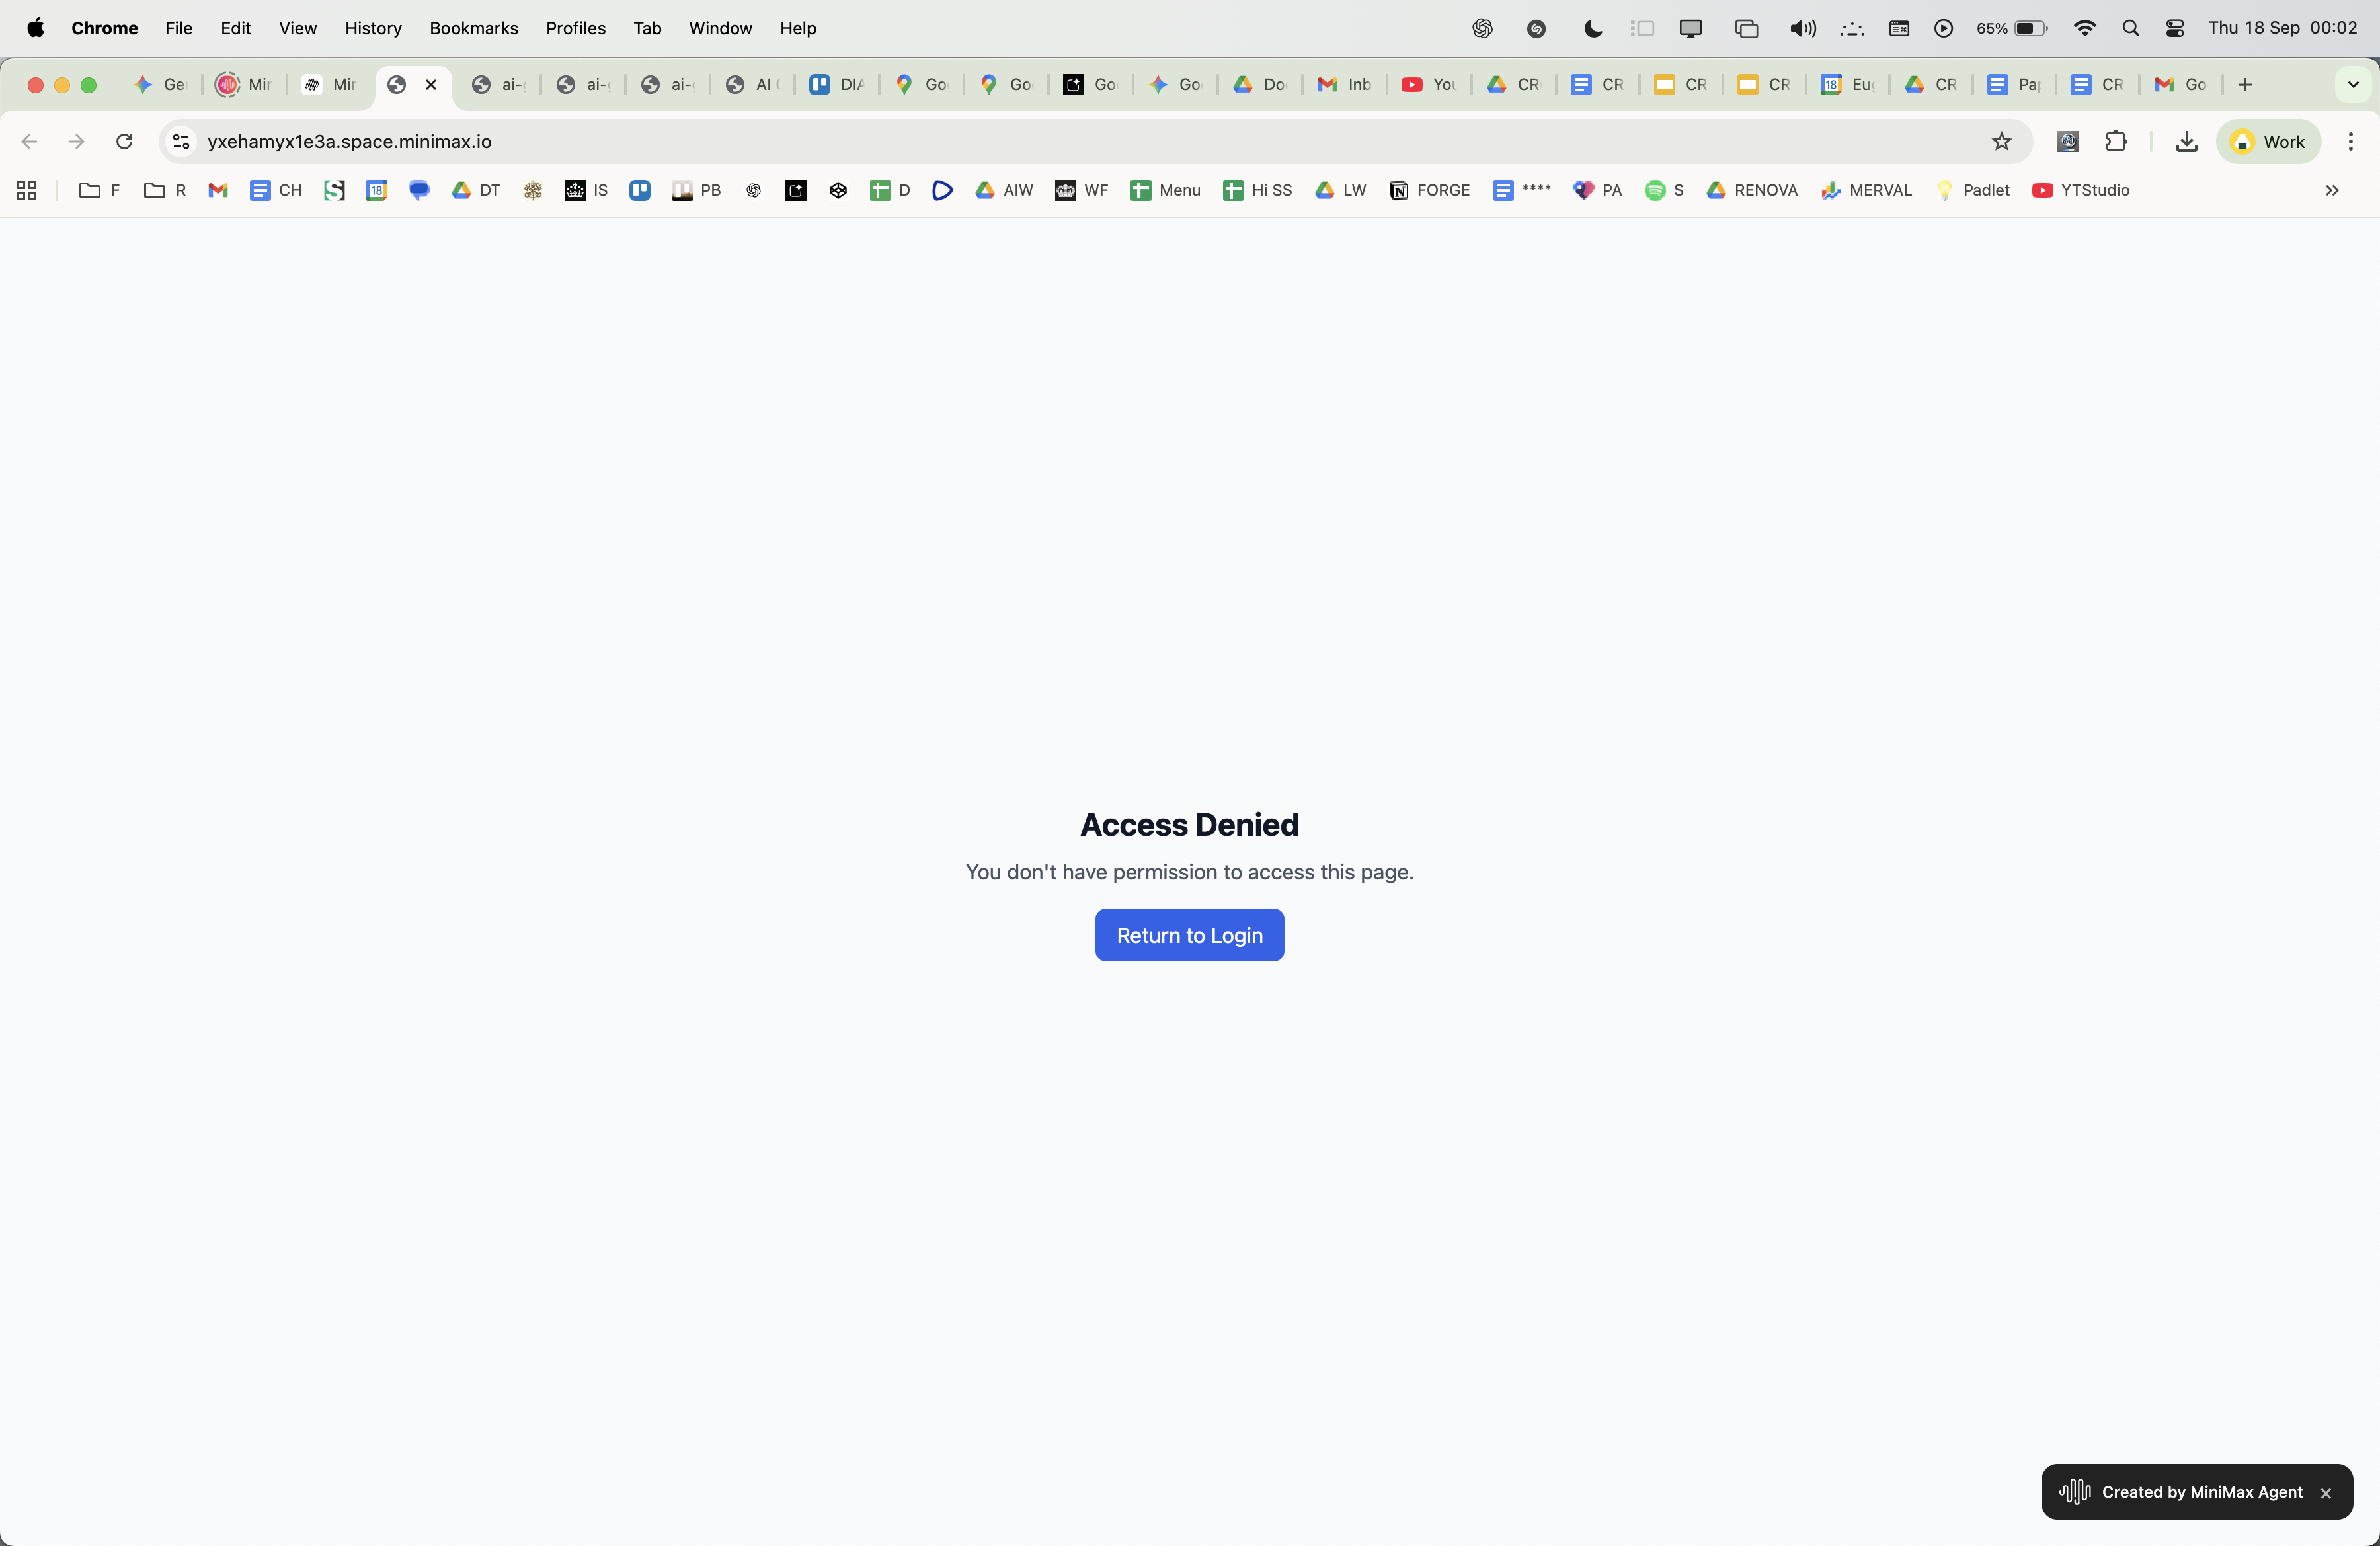 Chrome File Edit View History Bookmarks Profiles Tab Window Help 65% Thu 18 Sep 00:02
Ge Mir Mir ai- ai- ai- AI DIA Go Go Go Go Do Inb You CR CR CR CR Eu CR Pa CR Go
yxehamyx1e3a.space.minimax.io Work
F R CH 18 DT IS PB D AIW WF Menu Hi SS LW FORGE **** PA S RENOVA MERVAL Padlet YTStudio
Access Denied
You don't have permission to access this page.
Return to Login
Created by MiniMax Agent